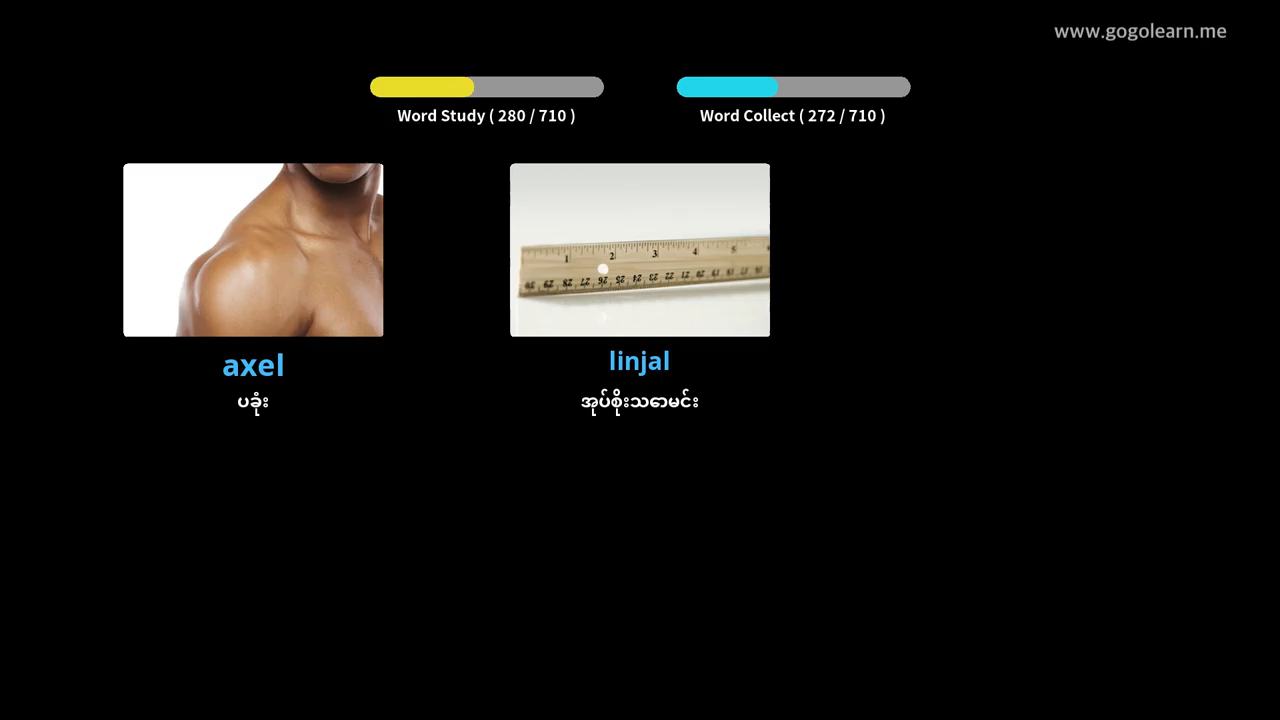 www.gogolearn.me
Word Study ( 280 / 710 )
Word Collect ( 272 / 710 )
axel
ပခုံး
linjal
အုပ်စိုးသောမင်း